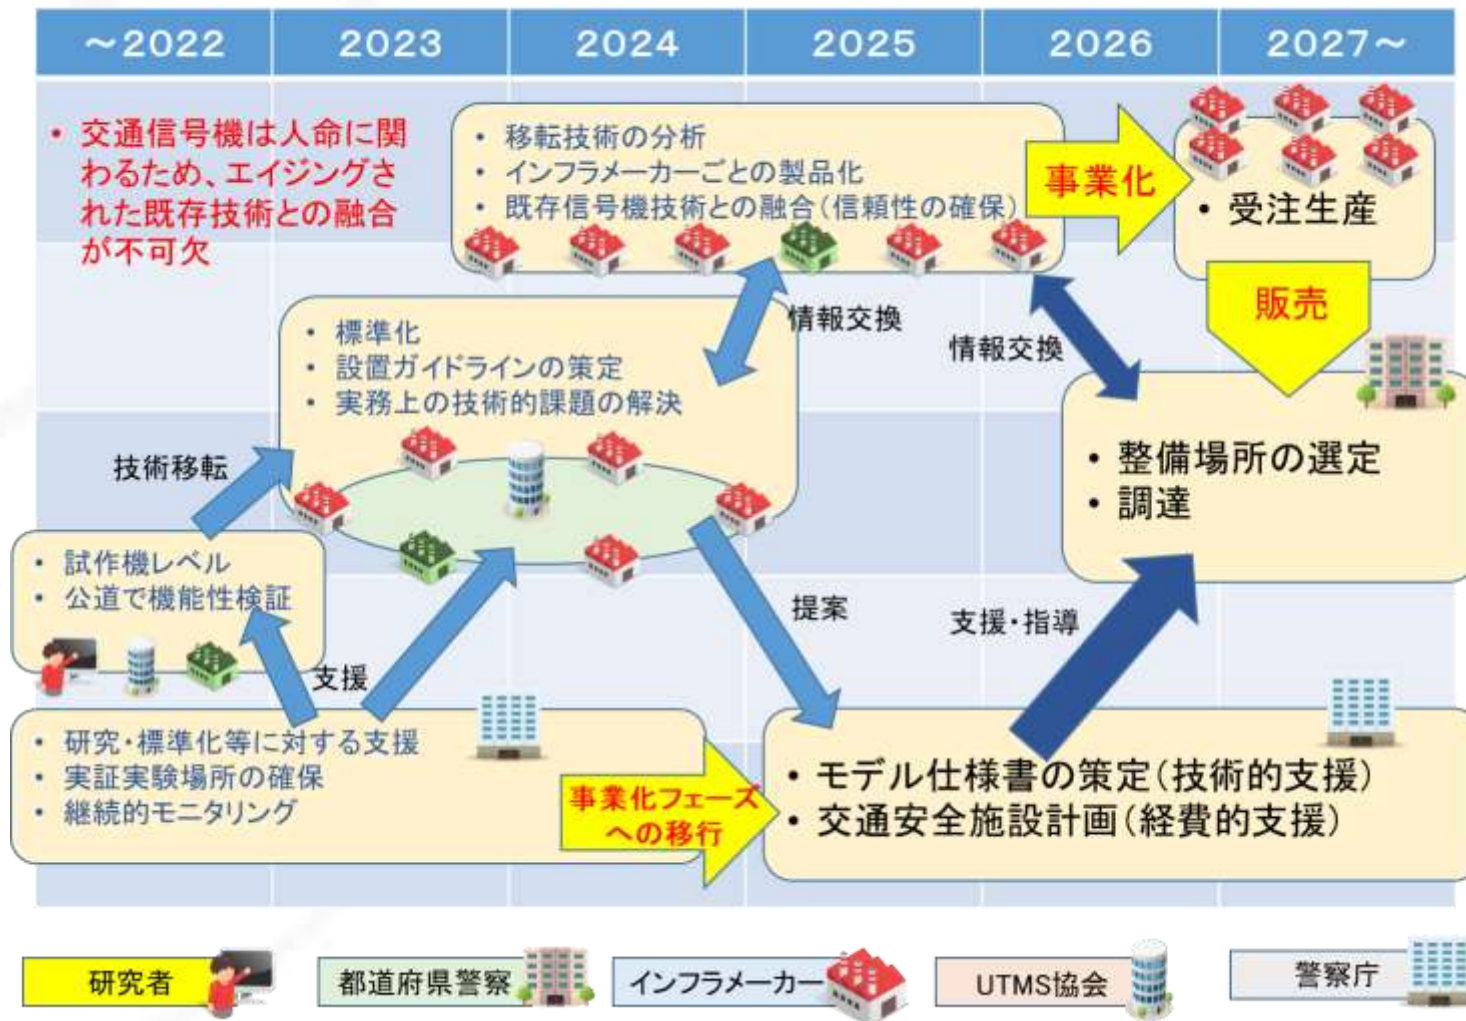 ～2022
2023
2024
2025
2026
2027～
• 交通信号機は人命に関
わるため、エイジングさ
れた既存技術との融合
が不可欠
• 移転技術の分析
• インフラメーカーごとの製品化
• 既存信号機技術との融合（信頼性の確保）
事業化
• 受注生産
販売
• 標準化
• 設置ガイドラインの策定
• 実務上の技術的課題の解決
情報交換
情報交換
• 整備場所の選定
• 調達
技術移転
• 試作機レベル
• 公道で機能性検証
支援
提案
支援・指導
• 研究・標準化等に対する支援
• 実証実験場所の確保
• 継続的モニタリング
事業化フェーズ
への移行
• モデル仕様書の策定（技術的支援）
• 交通安全施設計画（経費的支援）
研究者
都道府県警察
インフラメーカー
UTMS協会
警察庁